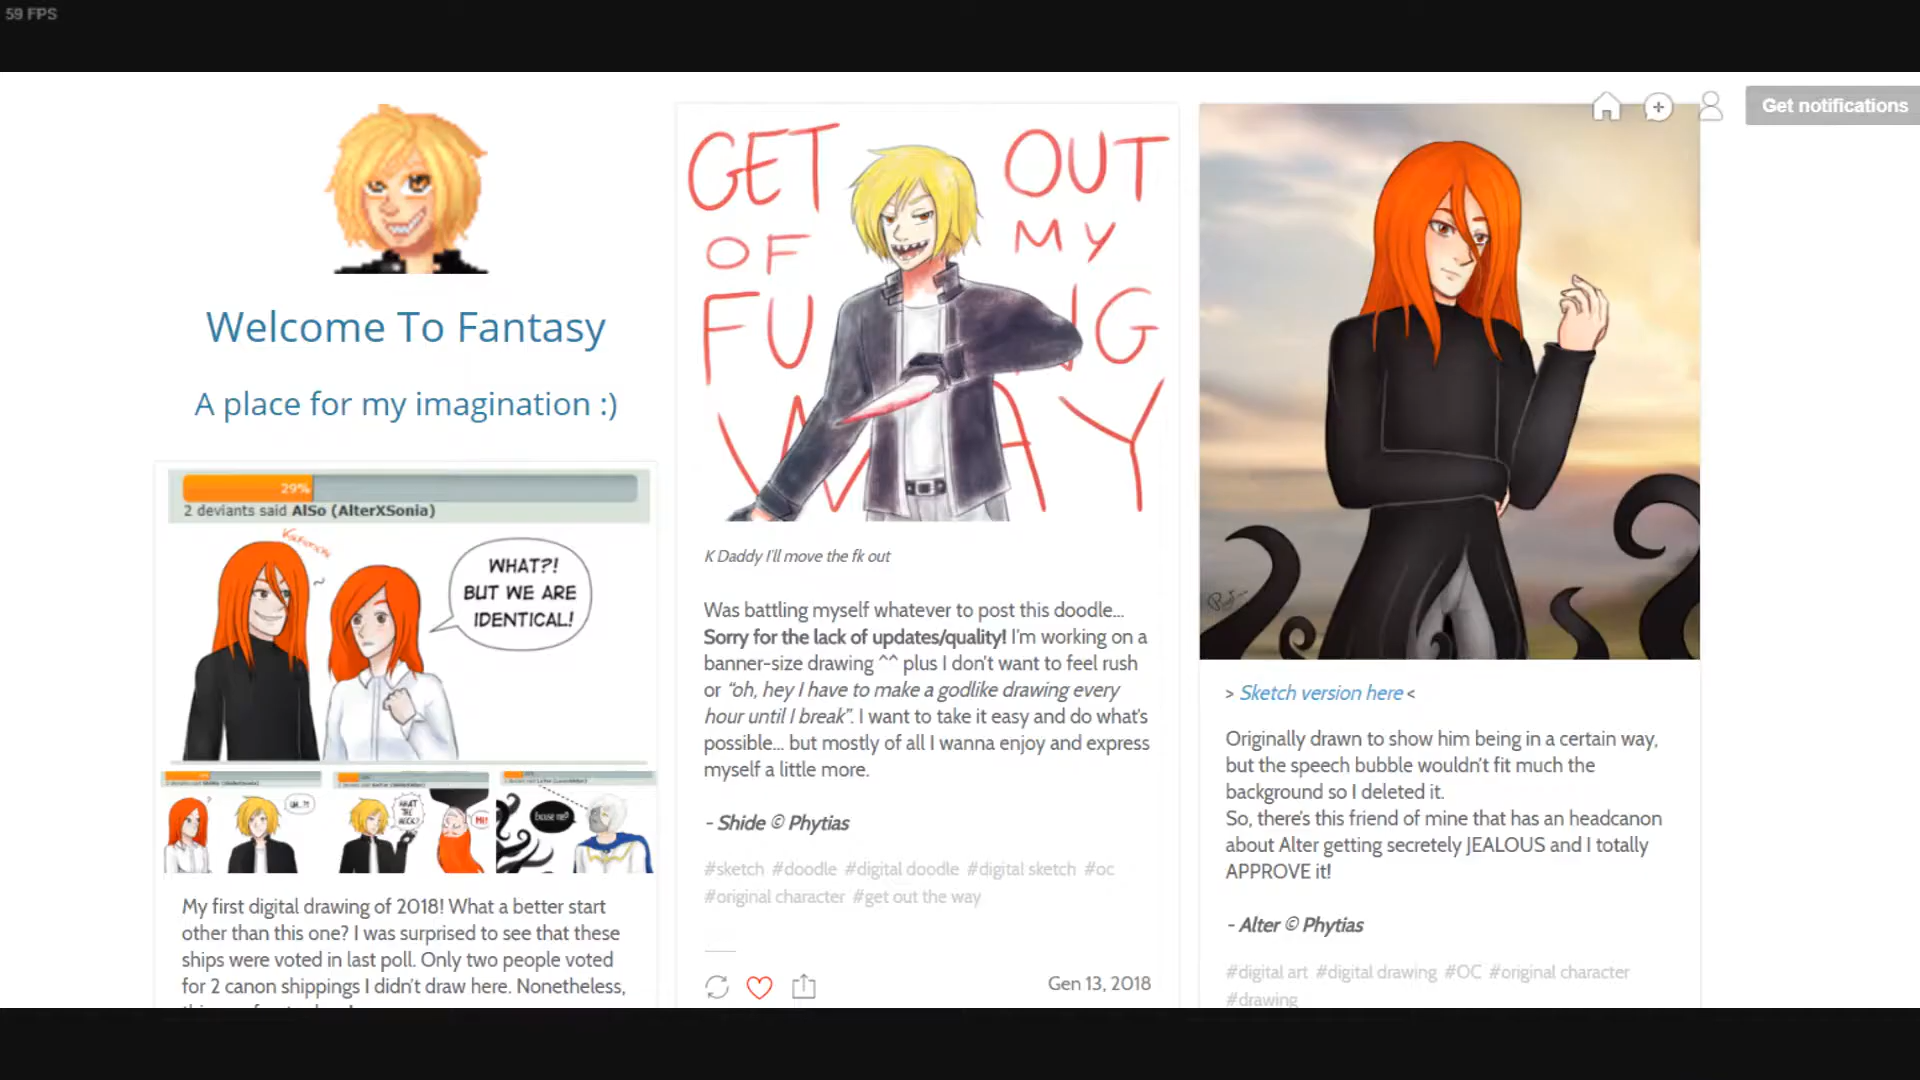 59 FPS
Get notifications
Welcome To Fantasy
A place for my imagination :)
29%
2 deviants said AlSo (AlterXSonia)
WHAT?!
BUT WE ARE
IDENTICAL!
UH..?!
WHAT
THE
HECK?
HI!
Excuse me?
My first digital drawing of 2018! What a better start
other than this one? I was surprised to see that these
ships were voted in last poll. Only two people voted
for 2 canon shippings I didn't draw here. Nonetheless,
GET OUT
OF MY
FU NG
WAY
K Daddy I'll move the fk out
Was battling myself whatever to post this doodle...
Sorry for the lack of updates/quality! I'm working on a
banner-size drawing ^^ plus I don't want to feel rush
or "oh, hey I have to make a godlike drawing every
hour until I break". I want to take it easy and do what's
possible... but mostly of all I wanna enjoy and express
myself a little more.
- Shide © Phytias
#sketch #doodle #digital doodle #digital sketch #oc
#original character #get out the way
Gen 13, 2018
> Sketch version here <
Originally drawn to show him being in a certain way,
but the speech bubble wouldn't fit much the
background so I deleted it.
So, there's this friend of mine that has an headcanon
about Alter getting secretely JEALOUS and I totally
APPROVE it!
- Alter © Phytias
#digital art #digital drawing #OC #original character
#drawing